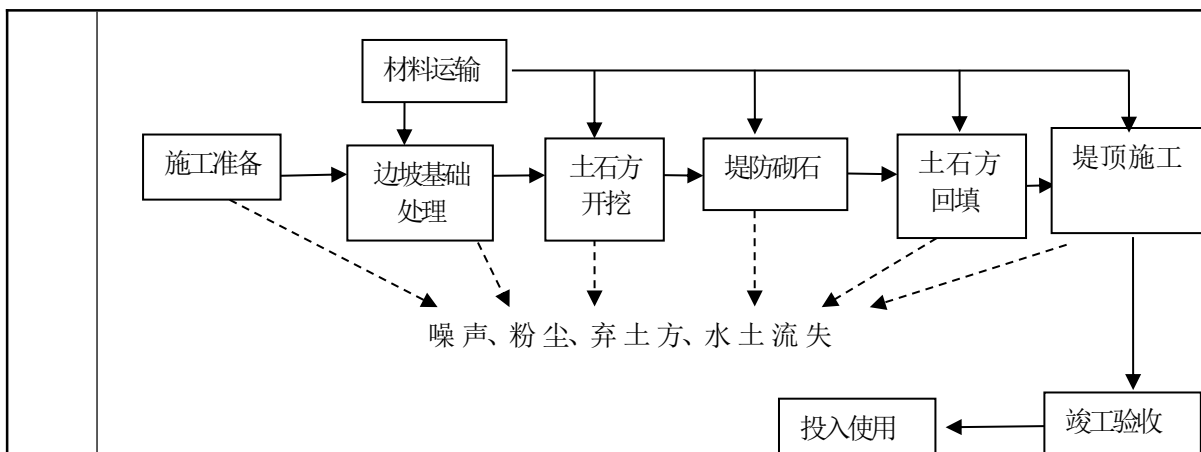 材料运输
施工准备
边坡基础
处理
土石方
开挖
堤防砌石
土石方
回填
堤顶施工
噪声、粉尘、弃土方、水土流失
投入使用
竣工验收